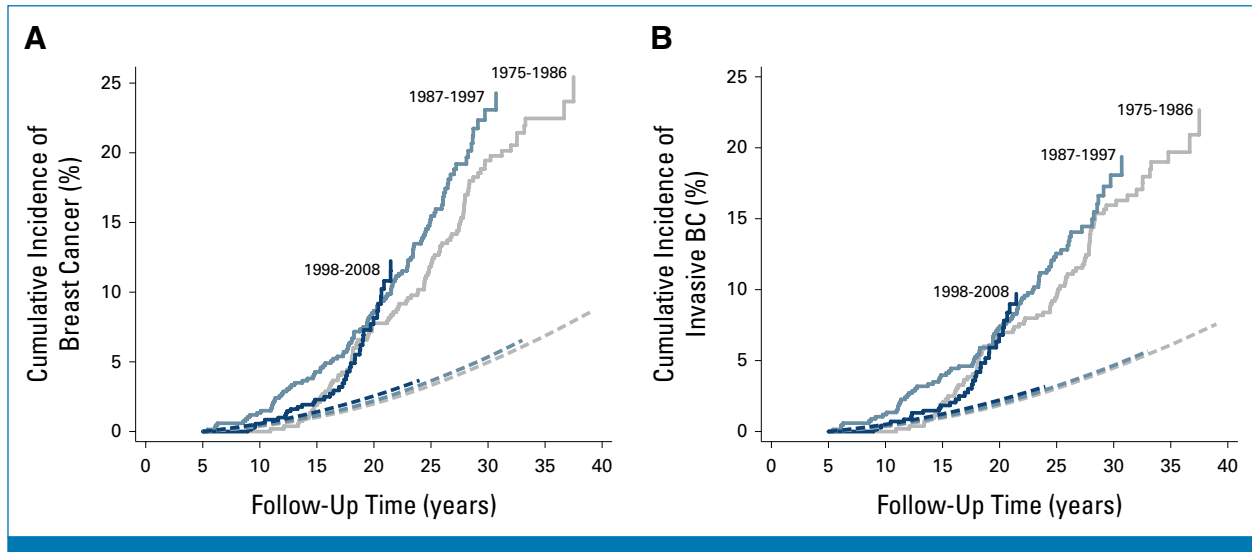 A
Cumulative Incidence of
Breast Cancer (%)
25
20
15
10
5
0
1975-1986
1987-1997
1998-2008
0 5 10 15 20 25 30 35 40
Follow-Up Time (years)
B
Cumulative Incidence of
Invasive BC (%)
25
20
15
10
5
0
1975-1986
1987-1997
1998-2008
0 5 10 15 20 25 30 35 40
Follow-Up Time (years)